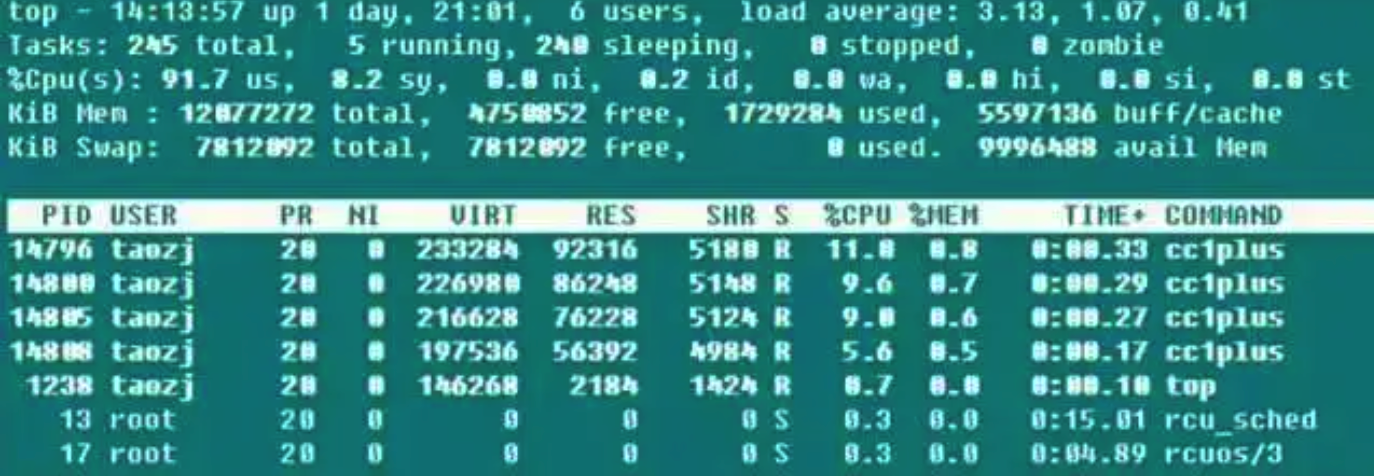 top - 14:13:57 up 1 day, 21:01, 6 users, load average: 3.13, 1.07, 0.41
Tasks: 245 total, 5 running, 240 sleeping, 0 stopped, 0 zombie
%Cpu(s): 91.7 us, 8.2 sy, 0.0 ni, 0.2 id, 0.0 wa, 0.0 hi, 0.0 si, 0.0 st
KiB Mem : 12077272 total, 4750852 free, 1729284 used, 5597136 buff/cache
KiB Swap: 7812092 total, 7812092 free, 0 used. 9996488 avail Mem
PID USER PR NI VIRT RES SHR S %CPU %MEM TIME+ COMMAND
14796 taozj 20 0 233284 92316 5180 R 11.0 0.8 0:00.33 cc1plus
14800 taozj 20 0 226980 86248 5148 R 9.6 0.7 0:00.29 cc1plus
14805 taozj 20 0 216628 76228 5124 R 9.0 0.6 0:00.27 cc1plus
14808 taozj 20 0 197536 56392 4984 R 5.6 0.5 0:00.17 cc1plus
1238 taozj 20 0 146268 2184 1424 R 0.7 0.0 0:00.10 top
13 root 20 0 0 0 0 S 0.3 0.0 0:15.01 rcu_sched
17 root 20 0 0 0 0 S 0.3 0.0 0:04.89 rcuos/3